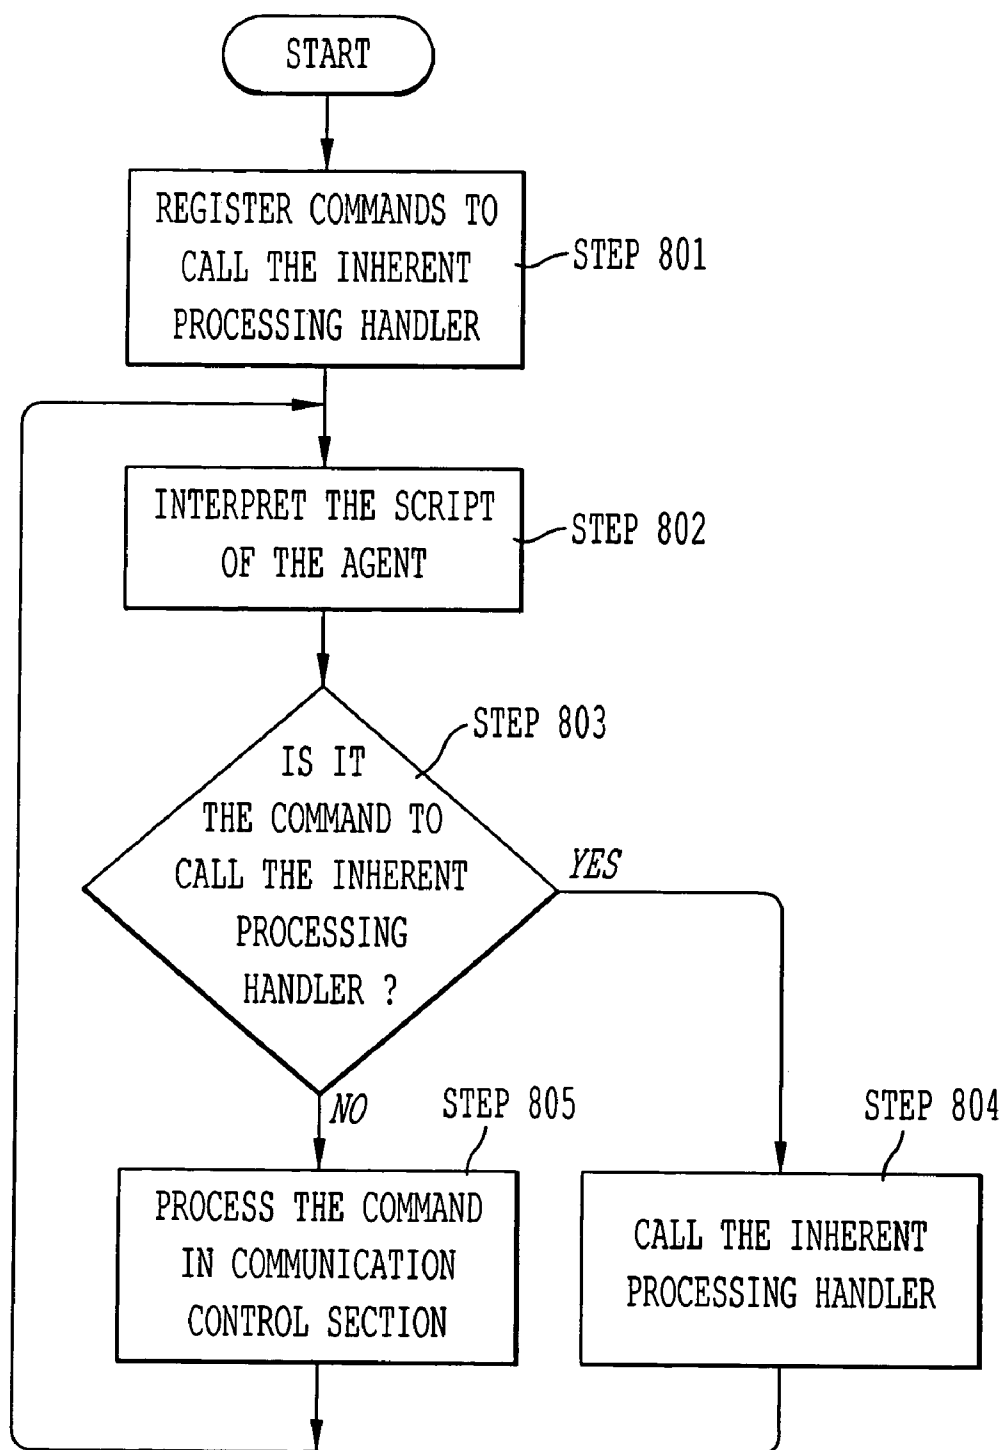 START
REGISTER COMMANDS TO
CALL THE INHERENT
PROCESSING HANDLER
STEP 801
INTERPRET THE SCRIPT
OF THE AGENT
STEP 802
STEP 803
IS IT
THE COMMAND TO
CALL THE INHERENT
PROCESSING
HANDLER ?
YES
NO
STEP 805
STEP 804
PROCESS THE COMMAND
IN COMMUNICATION
CONTROL SECTION
CALL THE INHERENT
PROCESSING HANDLER